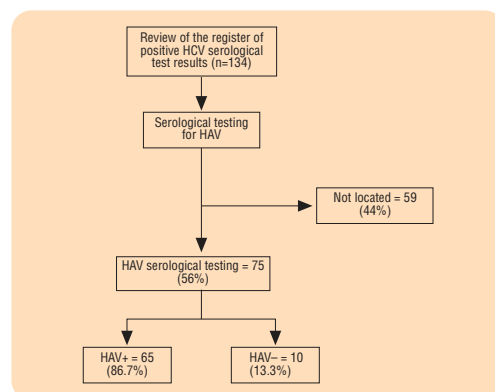 Review of the register of
positive HCV serological
test results (n=134)
Serological testing
for HAV
Not located = 59
(44%)
HAV serological testing = 75
(56%)
HAV+ = 65
(86.7%)
HAV– = 10
(13.3%)